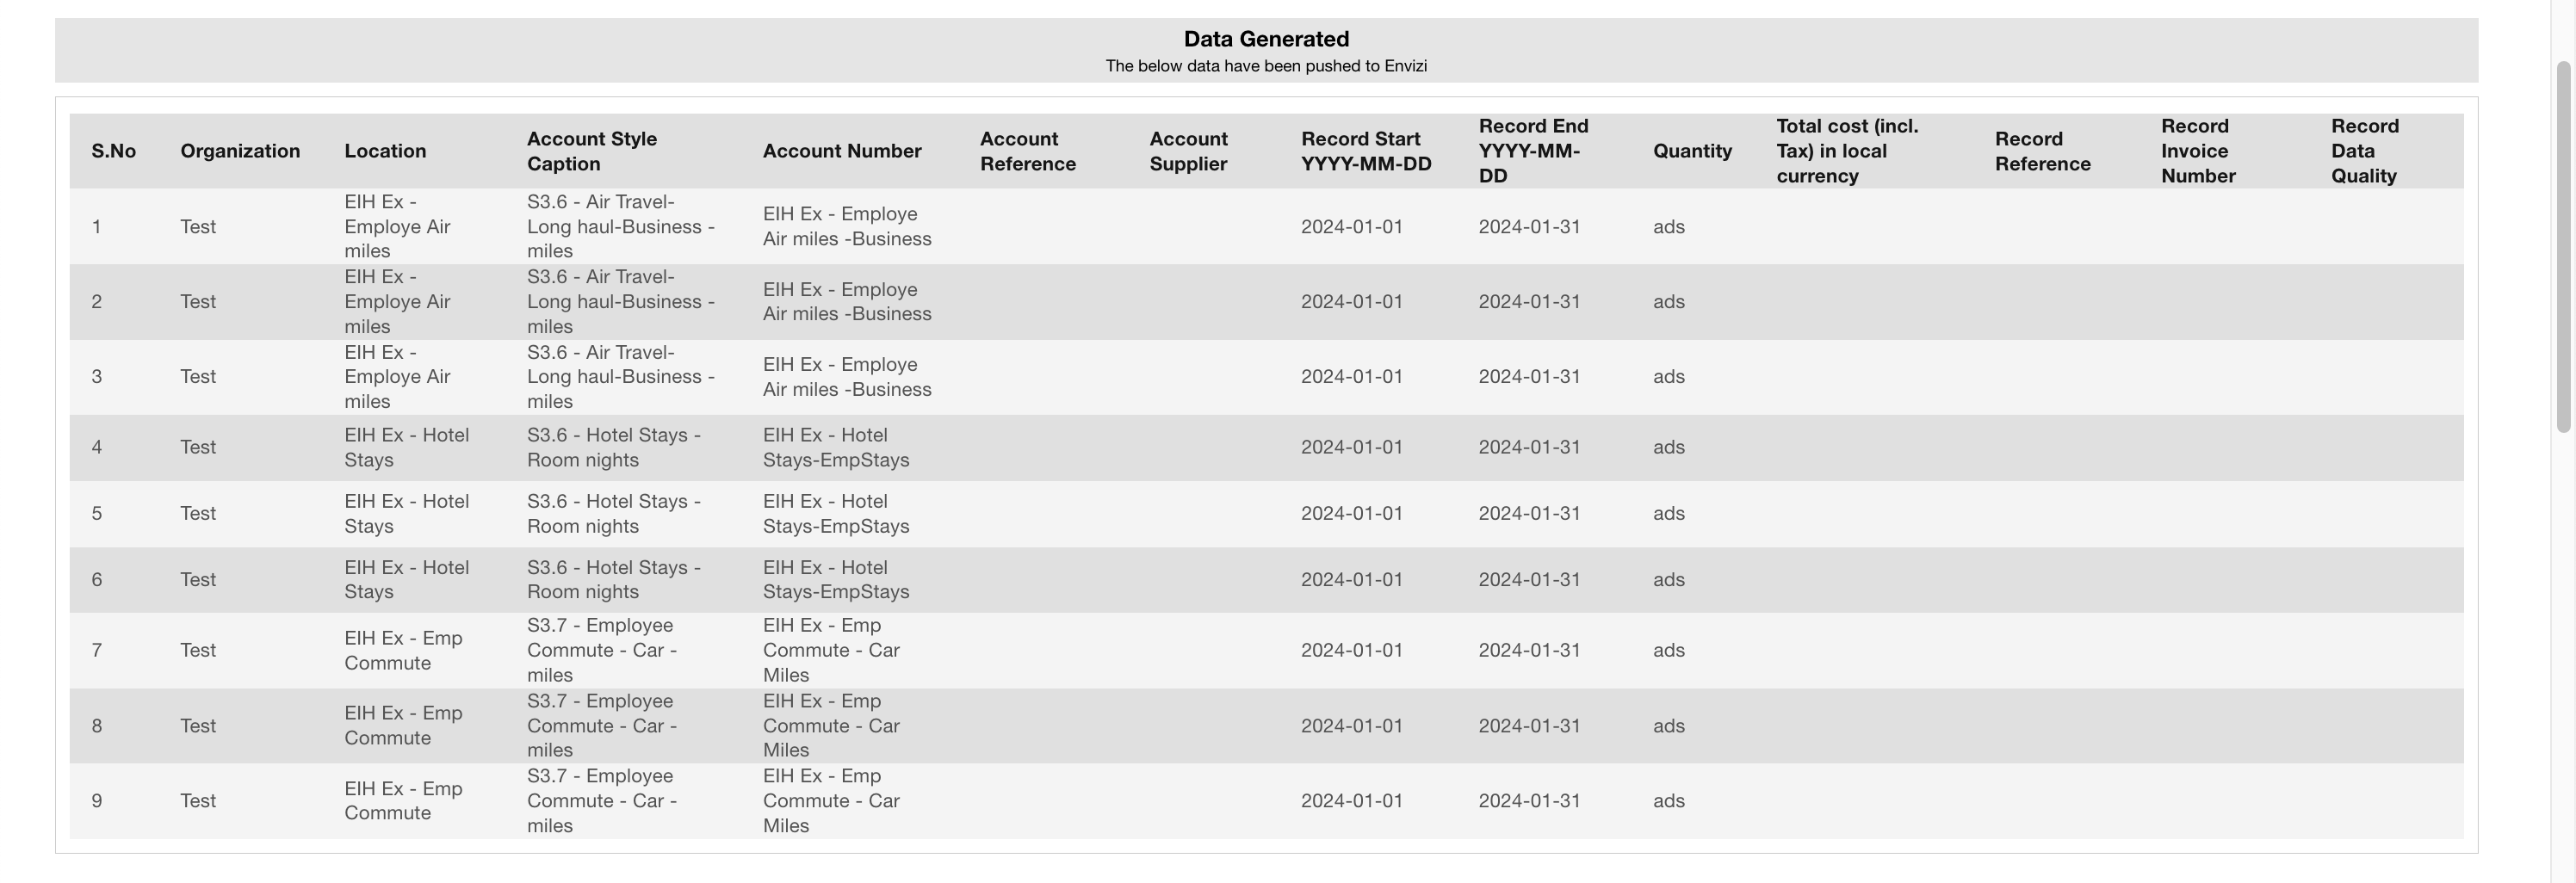 Data Generated
The below data have been pushed to Envizi
S.No Organization Location Account Style Caption Account Number Account Reference Account Supplier Record Start YYYY-MM-DD Record End YYYY-MM-DD Quantity Total cost (incl. Tax) in local currency Record Reference Record Invoice Number Record Data Quality
1 Test EIH Ex - Employe Air miles S3.6 - Air Travel-Long haul-Business - miles EIH Ex - Employe Air miles -Business 2024-01-01 2024-01-31 ads
2 Test EIH Ex - Employe Air miles S3.6 - Air Travel-Long haul-Business - miles EIH Ex - Employe Air miles -Business 2024-01-01 2024-01-31 ads
3 Test EIH Ex - Employe Air miles S3.6 - Air Travel-Long haul-Business - miles EIH Ex - Employe Air miles -Business 2024-01-01 2024-01-31 ads
4 Test EIH Ex - Hotel Stays S3.6 - Hotel Stays - Room nights EIH Ex - Hotel Stays-EmpStays 2024-01-01 2024-01-31 ads
5 Test EIH Ex - Hotel Stays S3.6 - Hotel Stays - Room nights EIH Ex - Hotel Stays-EmpStays 2024-01-01 2024-01-31 ads
6 Test EIH Ex - Hotel Stays S3.6 - Hotel Stays - Room nights EIH Ex - Hotel Stays-EmpStays 2024-01-01 2024-01-31 ads
7 Test EIH Ex - Emp Commute S3.7 - Employee Commute - Car - miles EIH Ex - Emp Commute - Car Miles 2024-01-01 2024-01-31 ads
8 Test EIH Ex - Emp Commute S3.7 - Employee Commute - Car - miles EIH Ex - Emp Commute - Car Miles 2024-01-01 2024-01-31 ads
9 Test EIH Ex - Emp Commute S3.7 - Employee Commute - Car - miles EIH Ex - Emp Commute - Car Miles 2024-01-01 2024-01-31 ads